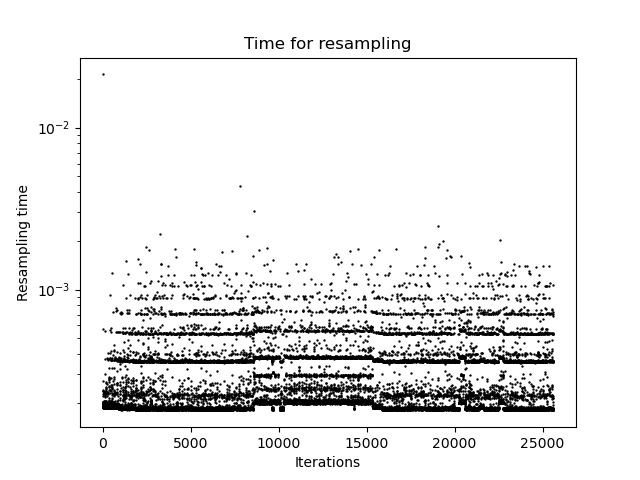 Time for resampling
10⁻²
10⁻³
Resampling time
0 5000 10000 15000 20000 25000
Iterations